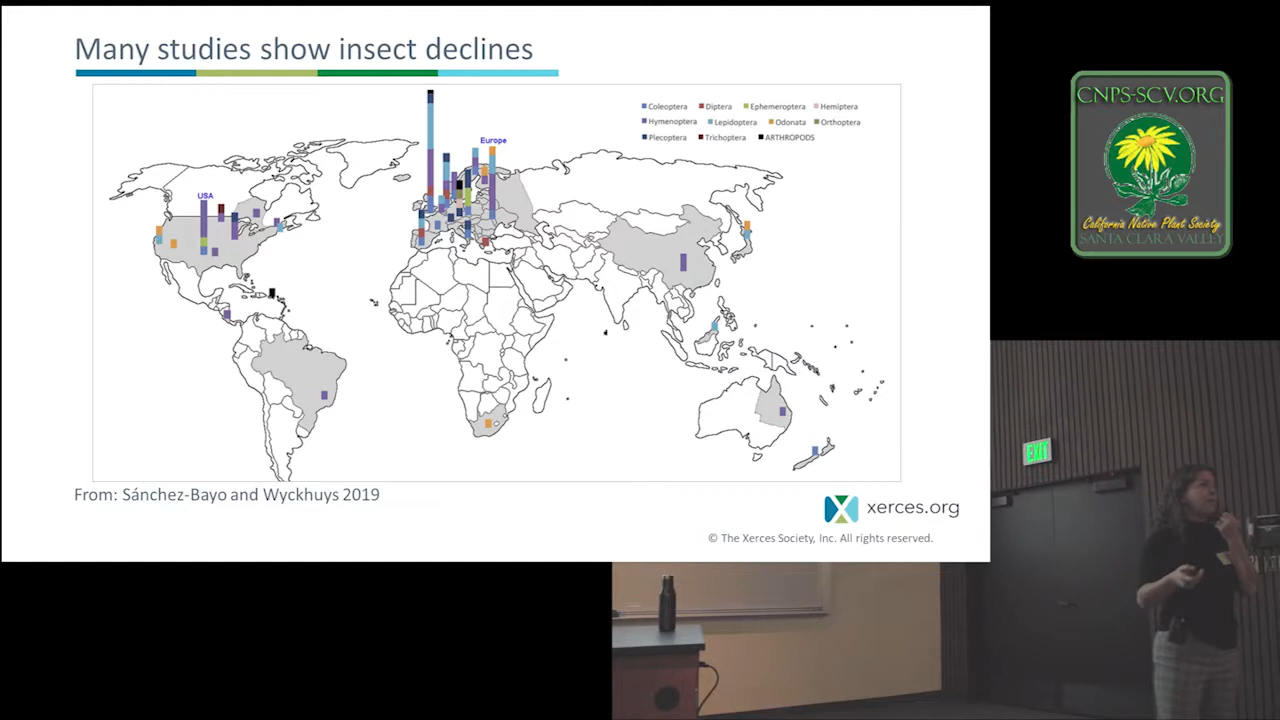 Many studies show insect declines
Coleoptera Diptera Ephemeroptera Hemiptera
Hymenoptera Lepidoptera Odonata Orthoptera
Plecoptera Trichoptera ARTHROPODS
USA
Europe
From: Sánchez-Bayo and Wyckhuys 2019
xerces.org
© The Xerces Society, Inc. All rights reserved.
CNPS-SCV.ORG
California Native Plant Society
SANTA CLARA VALLEY
EXIT